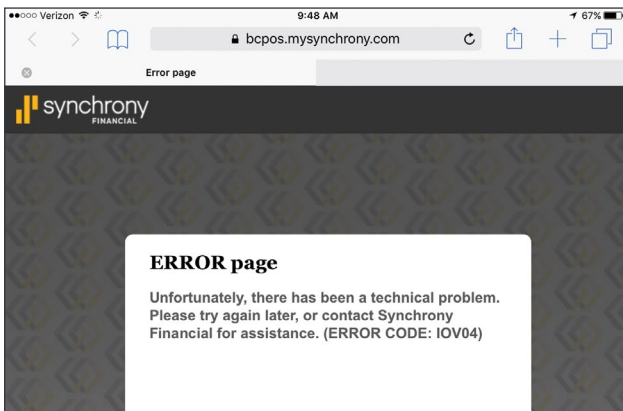 ●●○○○ Verizon 9:48 AM 67%
bcpos.mysynchrony.com
Error page
synchrony
FINANCIAL
ERROR page
Unfortunately, there has been a technical problem.
Please try again later, or contact Synchrony
Financial for assistance. (ERROR CODE: IOV04)